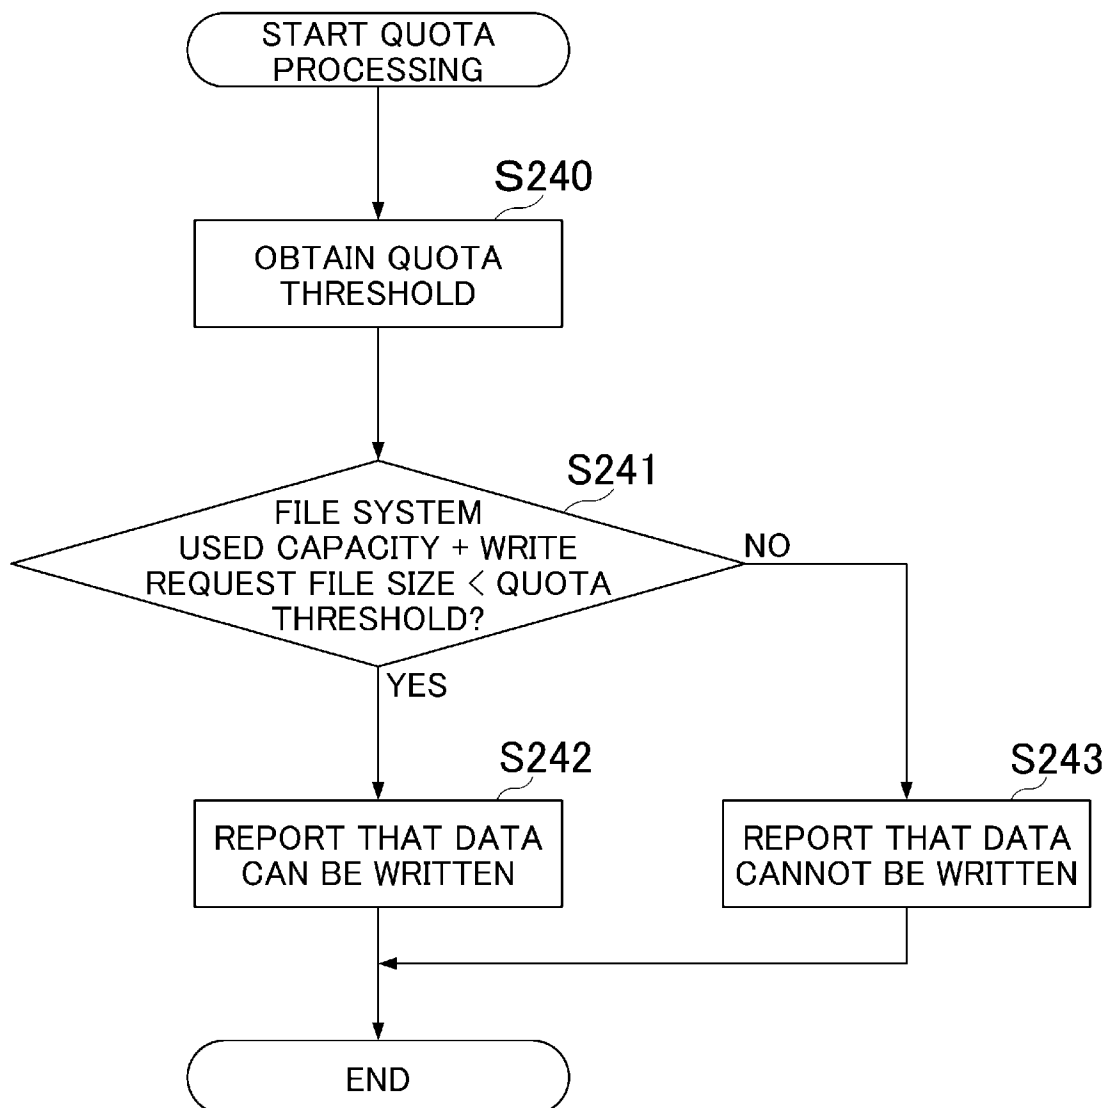 START QUOTA
PROCESSING
S240
OBTAIN QUOTA
THRESHOLD
S241
FILE SYSTEM
USED CAPACITY + WRITE
REQUEST FILE SIZE < QUOTA
THRESHOLD?
NO
YES
S242
REPORT THAT DATA
CAN BE WRITTEN
S243
REPORT THAT DATA
CANNOT BE WRITTEN
END